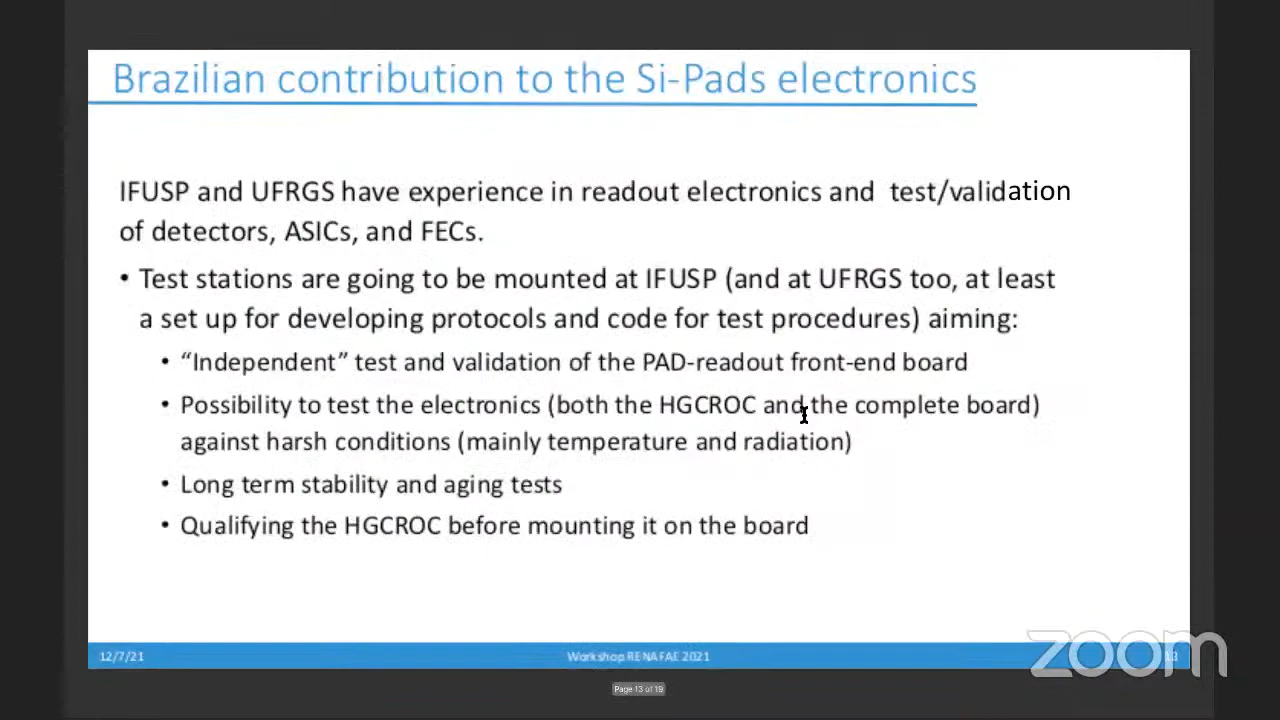 Brazilian contribution to the Si-Pads electronics
IFUSP and UFRGS have experience in readout electronics and test/validation
of detectors, ASICs, and FECs.
• Test stations are going to be mounted at IFUSP (and at UFRGS too, at least
a set up for developing protocols and code for test procedures) aiming:
• “Independent” test and validation of the PAD-readout front-end board
• Possibility to test the electronics (both the HGCROC and the complete board)
against harsh conditions (mainly temperature and radiation)
• Long term stability and aging tests
• Qualifying the HGCROC before mounting it on the board
12/7/21
Workshop RENAFAE 2021
13
zoom
Page 13 of 19